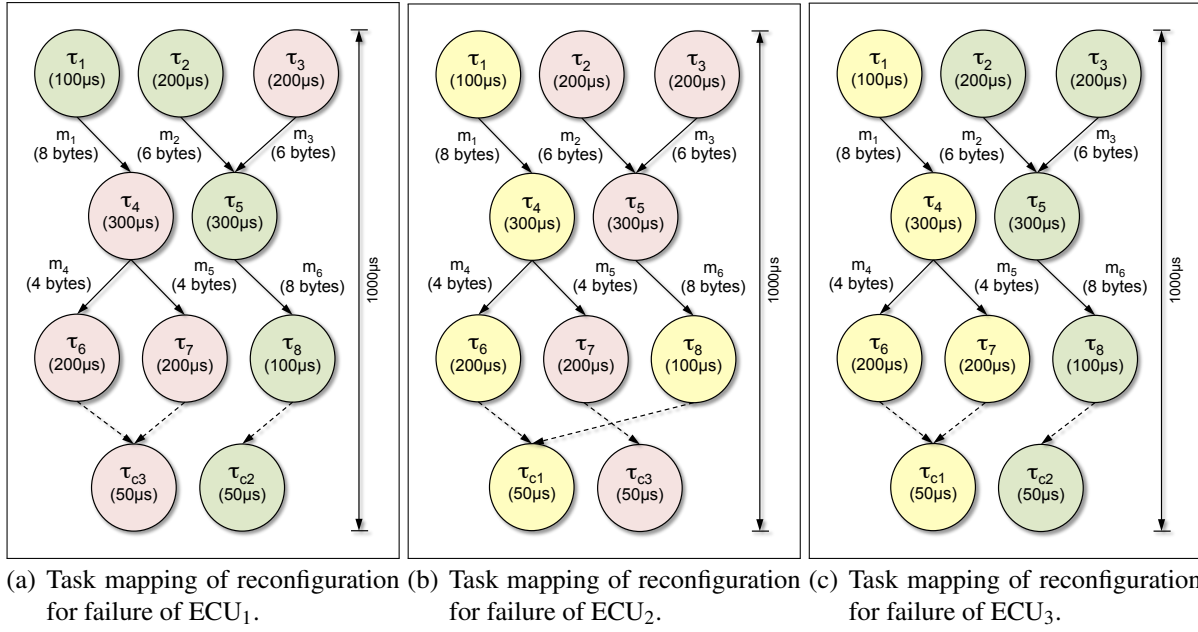 τ1
(100µs)
τ2
(200µs)
τ3
(200µs)
m1
(8 bytes)
m2
(6 bytes)
m3
(6 bytes)
τ4
(300µs)
τ5
(300µs)
m4
(4 bytes)
m5
(4 bytes)
m6
(8 bytes)
τ6
(200µs)
τ7
(200µs)
τ8
(100µs)
τc3
(50µs)
τc2
(50µs)
1000µs
(a) Task mapping of reconfiguration
for failure of ECU1.
τ1
(100µs)
τ2
(200µs)
τ3
(200µs)
m1
(8 bytes)
m2
(6 bytes)
m3
(6 bytes)
τ4
(300µs)
τ5
(300µs)
m4
(4 bytes)
m5
(4 bytes)
m6
(8 bytes)
τ6
(200µs)
τ7
(200µs)
τ8
(100µs)
τc1
(50µs)
τc3
(50µs)
1000µs
(b) Task mapping of reconfiguration
for failure of ECU2.
τ1
(100µs)
τ2
(200µs)
τ3
(200µs)
m1
(8 bytes)
m2
(6 bytes)
m3
(6 bytes)
τ4
(300µs)
τ5
(300µs)
m4
(4 bytes)
m5
(4 bytes)
m6
(8 bytes)
τ6
(200µs)
τ7
(200µs)
τ8
(100µs)
τc1
(50µs)
τc2
(50µs)
1000µs
(c) Task mapping of reconfiguration
for failure of ECU3.